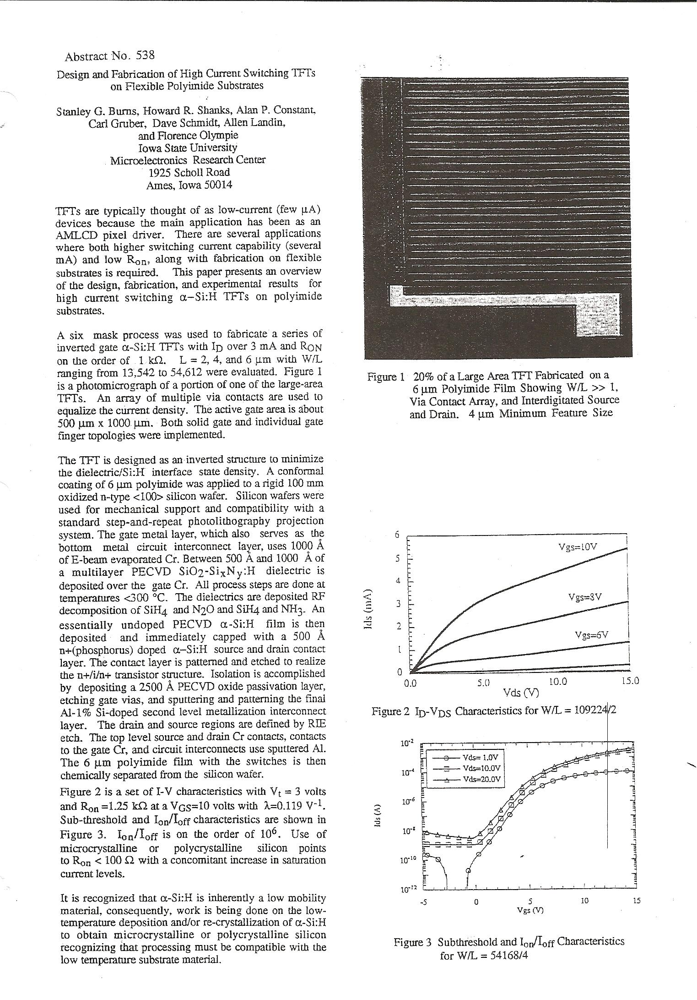 Abstract No. 538
Design and Fabrication of High Current Switching TFTs
on Flexible Polyimide Substrates
Stanley G. Burns, Howard R. Shanks, Alan P. Constant,
Carl Gruber, Dave Schmidt, Allen Landin,
and Florence Olympie
Iowa State University
Microelectronics Research Center
1925 Scholl Road
Ames, Iowa 50014
TFTs are typically thought of as low-current (few µA)
devices because the main application has been as an
AMLCD pixel driver. There are several applications
where both higher switching current capability (several
mA) and low Ron, along with fabrication on flexible
substrates is required. This paper presents an overview
of the design, fabrication, and experimental results for
high current switching α–Si:H TFTs on polyimide
substrates.
A six mask process was used to fabricate a series of
inverted gate α-Si:H TFTs with ID over 3 mA and RON
on the order of 1 kΩ. L = 2, 4, and 6 µm with W/L
ranging from 13,542 to 54,612 were evaluated. Figure 1
is a photomicrograph of a portion of one of the large-area
TFTs. An array of multiple via contacts are used to
equalize the current density. The active gate area is about
500 µm x 1000 µm. Both solid gate and individual gate
finger topologies were implemented.
The TFT is designed as an inverted structure to minimize
the dielectric/Si:H interface state density. A conformal
coating of 6 µm polyimide was applied to a rigid 100 mm
oxidized n-type <100> silicon wafer. Silicon wafers were
used for mechanical support and compatibility with a
standard step-and-repeat photolithography projection
system. The gate metal layer, which also serves as the
bottom metal circuit interconnect layer, uses 1000 Å
of E-beam evaporated Cr. Between 500 Å and 1000 Å of
a multilayer PECVD SiO2-SixNy:H dielectric is
deposited over the gate Cr. All process steps are done at
temperatures <300 °C. The dielectrics are deposited RF
decomposition of SiH4 and N2O and SiH4 and NH3. An
essentially undoped PECVD α-Si:H film is then
deposited and immediately capped with a 500 Å
n+(phosphorus) doped α–Si:H source and drain contact
layer. The contact layer is patterned and etched to realize
the n+/i/n+ transistor structure. Isolation is accomplished
by depositing a 2500 Å PECVD oxide passivation layer,
etching gate vias, and sputtering and patterning the final
Al-1% Si-doped second level metallization interconnect
layer. The drain and source regions are defined by RIE
etch. The top level source and drain Cr contacts, contacts
to the gate Cr, and circuit interconnects use sputtered Al.
The 6 µm polyimide film with the switches is then
chemically separated from the silicon wafer.
Figure 2 is a set of I-V characteristics with Vt = 3 volts
and Ron =1.25 kΩ at a VGS=10 volts with λ=0.119 V-1.
Sub-threshold and Ion/Ioff characteristics are shown in
Figure 3. Ion/Ioff is on the order of 10⁶. Use of
microcrystalline or polycrystalline silicon points
to Ron < 100 Ω with a concomitant increase in saturation
current levels.
It is recognized that α-Si:H is inherently a low mobility
material, consequently, work is being done on the low-
temperature deposition and/or re-crystallization of α-Si:H
to obtain microcrystalline or polycrystalline silicon
recognizing that processing must be compatible with the
low temperature substrate material.
Figure 1 20% of a Large Area TFT Fabricated on a
6 µm Polyimide Film Showing W/L >> 1,
Via Contact Array, and Interdigitated Source
and Drain. 4 µm Minimum Feature Size
6
5
4
3
2
1
0
Ids (mA)
Vgs=10V
Vgs=8V
Vgs=6V
0.0 5.0 10.0 15.0
Vds (V)
Figure 2 ID-VDS Characteristics for W/L = 109224/2
10-2
10-4
10-6
10-8
10-10
10-12
Ids (A)
Vds= 1.0V
Vds=10.0V
Vds=20.0V
-5 0 5 10 15
Vgs (V)
Figure 3 Subthreshold and Ion/Ioff Characteristics
for W/L = 54168/4